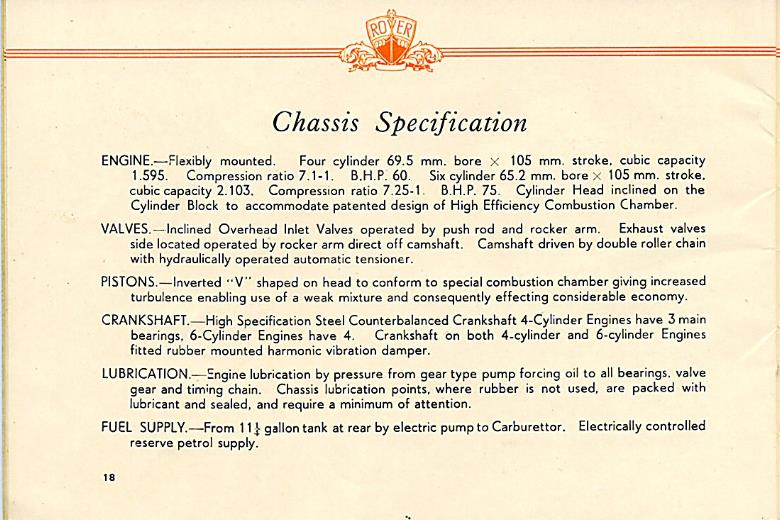 ROVER
Chassis Specification
ENGINE.—Flexibly mounted. Four cylinder 69.5 mm. bore × 105 mm. stroke, cubic capacity
1.595. Compression ratio 7.1-1. B.H.P. 60. Six cylinder 65.2 mm. bore × 105 mm. stroke,
cubic capacity 2.103. Compression ratio 7.25-1. B.H.P. 75. Cylinder Head inclined on the
Cylinder Block to accommodate patented design of High Efficiency Combustion Chamber.
VALVES.—Inclined Overhead Inlet Valves operated by push rod and rocker arm. Exhaust valves
side located operated by rocker arm direct off camshaft. Camshaft driven by double roller chain
with hydraulically operated automatic tensioner.
PISTONS.—Inverted "V" shaped on head to conform to special combustion chamber giving increased
turbulence enabling use of a weak mixture and consequently effecting considerable economy.
CRANKSHAFT.—High Specification Steel Counterbalanced Crankshaft 4-Cylinder Engines have 3 main
bearings, 6-Cylinder Engines have 4. Crankshaft on both 4-cylinder and 6-cylinder Engines
fitted rubber mounted harmonic vibration damper.
LUBRICATION.—Engine lubrication by pressure from gear type pump forcing oil to all bearings, valve
gear and timing chain. Chassis lubrication points, where rubber is not used, are packed with
lubricant and sealed, and require a minimum of attention.
FUEL SUPPLY.—From 11½ gallon tank at rear by electric pump to Carburettor. Electrically controlled
reserve petrol supply.
18